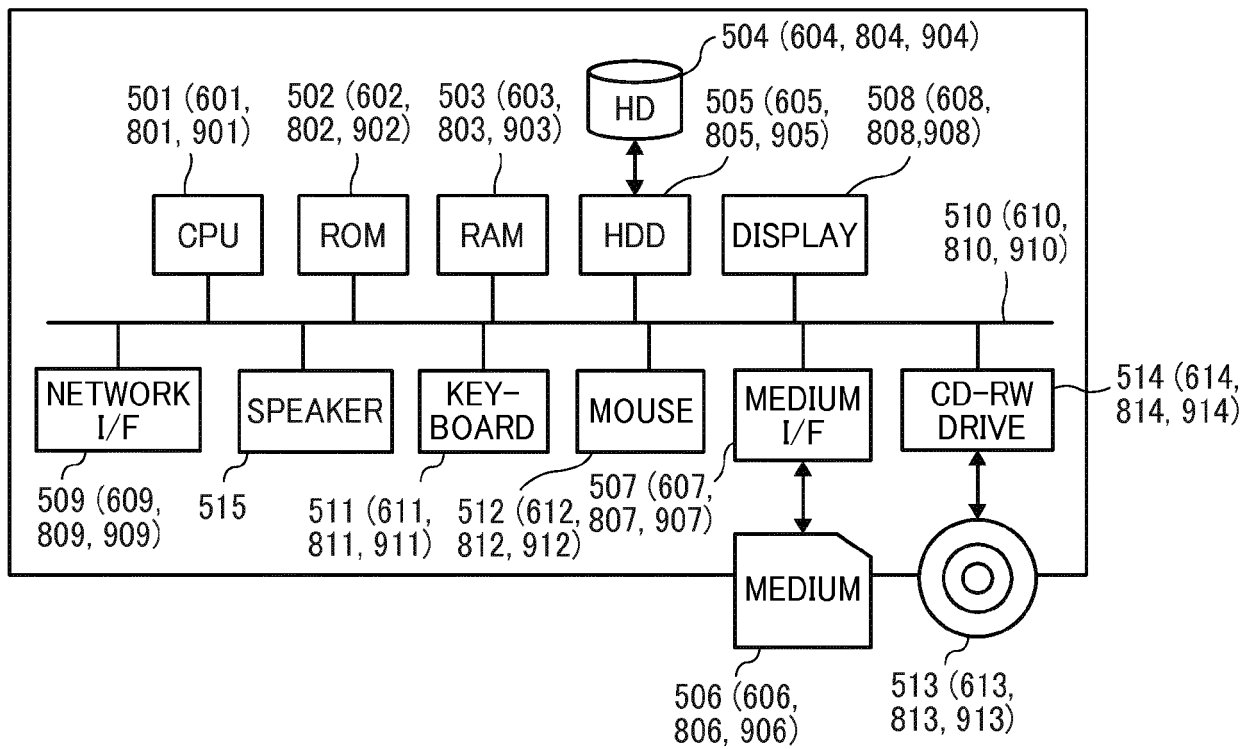 504 (604, 804, 904)
501 (601,
801, 901)
502 (602,
802, 902)
503 (603,
803, 903)
HD
505 (605,
805, 905)
508 (608,
808,908)
CPU
ROM
RAM
HDD
DISPLAY
510 (610,
810, 910)
NETWORK
I/F
SPEAKER
KEY-
BOARD
MOUSE
MEDIUM
I/F
CD-RW
DRIVE
514 (614,
814, 914)
509 (609,
809, 909)
515
511 (611,
811, 911)
512 (612,
812, 912)
507 (607,
807, 907)
MEDIUM
506 (606,
806, 906)
513 (613,
813, 913)